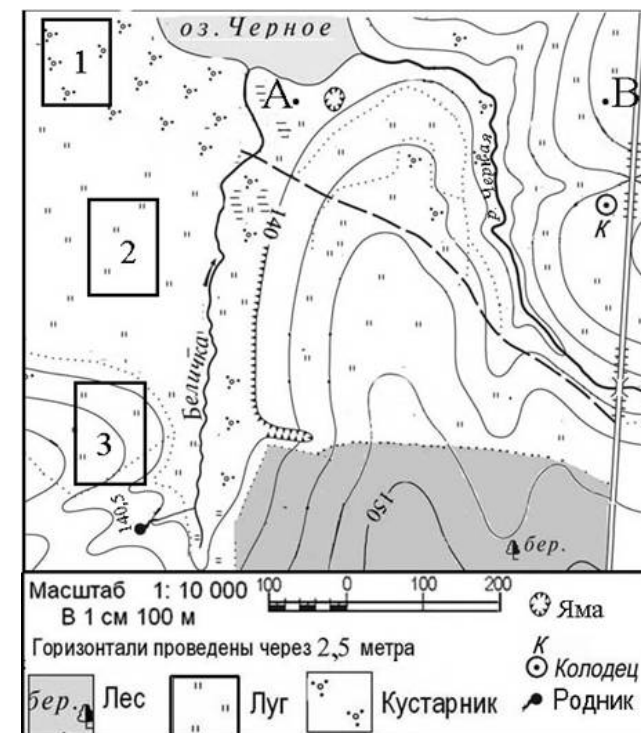 оз. Черное
1
А
В
р. Черная
К
2
140
Беличка
3
140,5
150
бер.
Масштаб 1: 10 000
В 1 см 100 м
100 0 100 200
Горизонтали проведены через 2,5 метра
Яма
К
Колодец
Родник
бер.
Лес
Луг
Кустарник